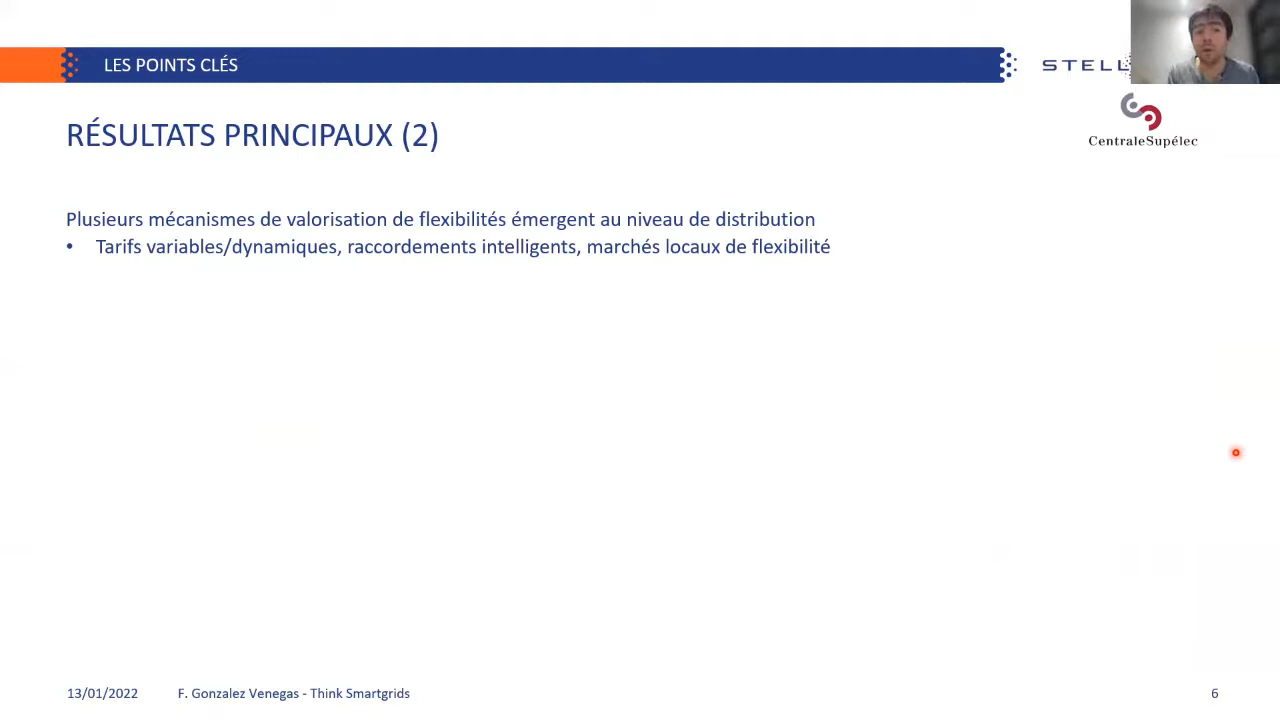 LES POINTS CLÉS
STELL
CentraleSupélec
RÉSULTATS PRINCIPAUX (2)
Plusieurs mécanismes de valorisation de flexibilités émergent au niveau de distribution
• Tarifs variables/dynamiques, raccordements intelligents, marchés locaux de flexibilité
13/01/2022 F. Gonzalez Venegas - Think Smartgrids 6